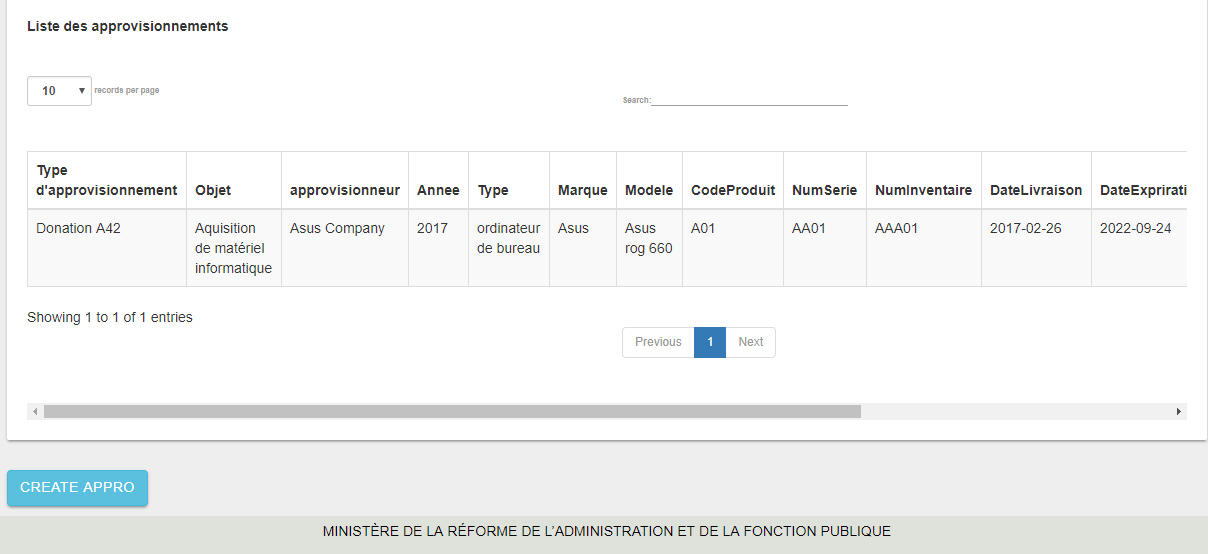 Liste des approvisionnements
10 records per page
Search:
Type
d'approvisionnement Objet approvisionneur Annee Type Marque Modele CodeProduit NumSerie NumInventaire DateLivraison DateExprirati
Donation A42 Aquisition Asus Company 2017 ordinateur Asus Asus A01 AA01 AAA01 2017-02-26 2022-09-24
de matériel de bureau rog 660
informatique
Showing 1 to 1 of 1 entries
Previous 1 Next
CREATE APPRO
MINISTÈRE DE LA RÉFORME DE L’ADMINISTRATION ET DE LA FONCTION PUBLIQUE